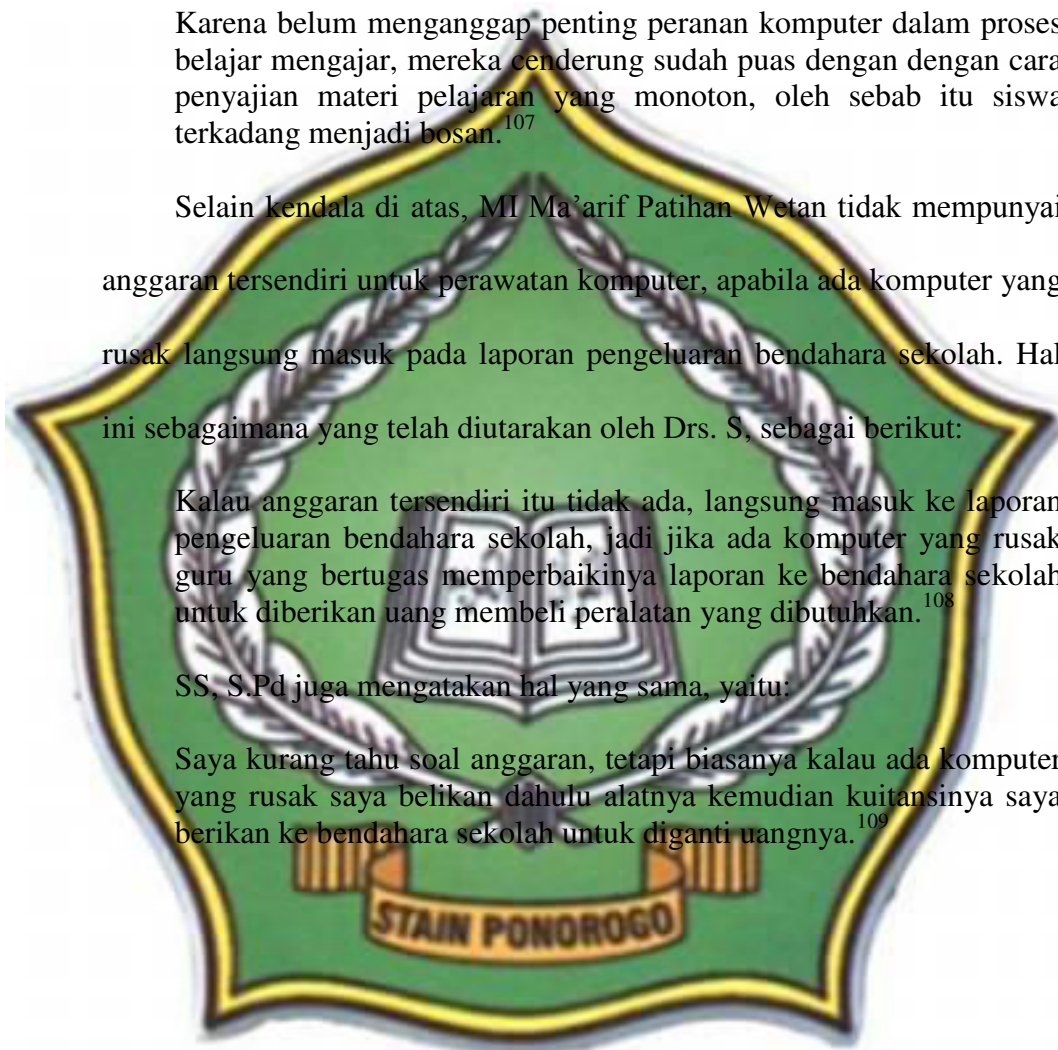 Karena belum menganggap penting peranan komputer dalam proses
belajar mengajar, mereka cenderung sudah puas dengan dengan cara
penyajian materi pelajaran yang monoton, oleh sebab itu siswa
terkadang menjadi bosan.107
Selain kendala di atas, MI Ma'arif Patihan Wetan tidak mempunyai
anggaran tersendiri untuk perawatan komputer, apabila ada komputer yang
rusak langsung masuk pada laporan pengeluaran bendahara sekolah. Hal
ini sebagaimana yang telah diutarakan oleh Drs. S, sebagai berikut:
Kalau anggaran tersendiri itu tidak ada, langsung masuk ke laporan
pengeluaran bendahara sekolah, jadi jika ada komputer yang rusak
guru yang bertugas memperbaikinya laporan ke bendahara sekolah
untuk diberikan uang membeli peralatan yang dibutuhkan.108
SS, S.Pd juga mengatakan hal yang sama, yaitu:
Saya kurang tahu soal anggaran, tetapi biasanya kalau ada komputer
yang rusak saya belikan dahulu alatnya kemudian kuitansinya saya
berikan ke bendahara sekolah untuk diganti uangnya.109
STAIN PONOROGO